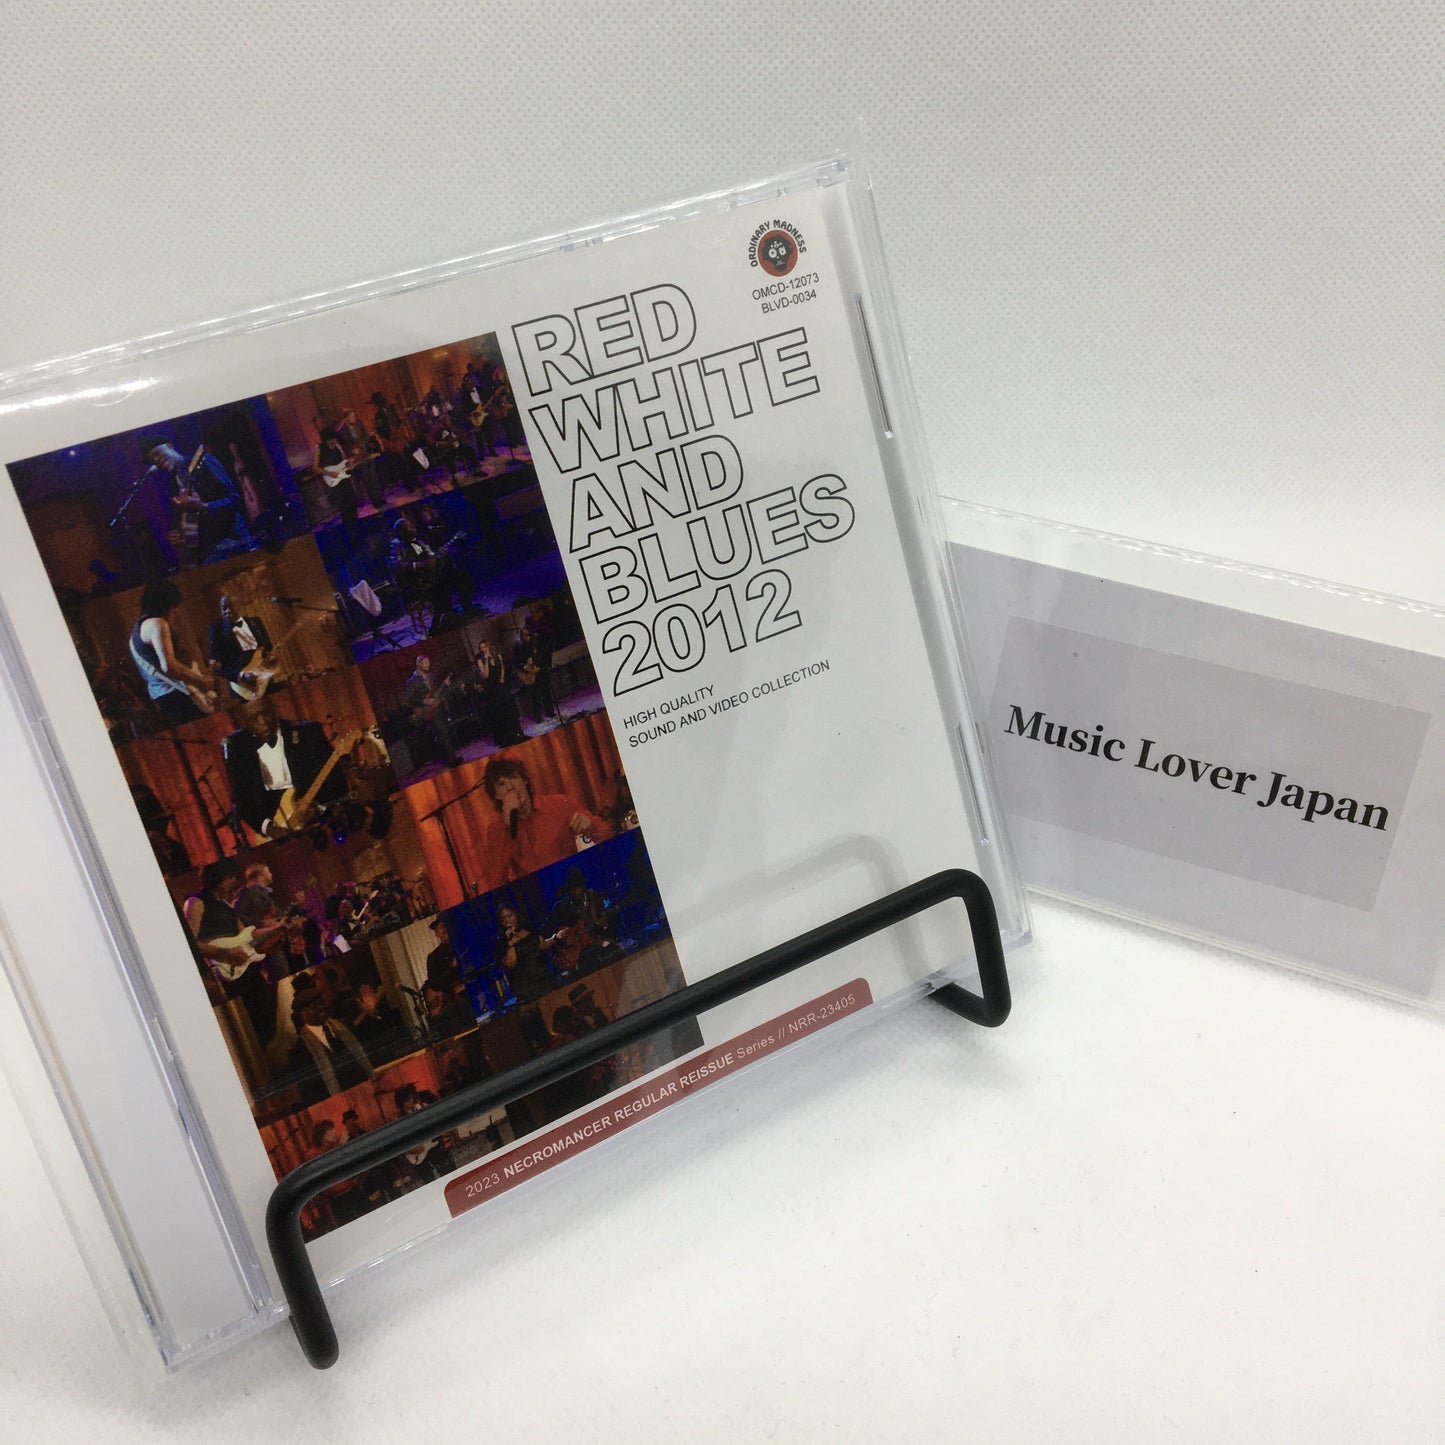 ORDINARY MADNESS
OMCD-12073
BLVD-0034
RED
WHITE
AND
BLUES
2012
HIGH QUALITY
SOUND AND VIDEO COLLECTION
2023 NECROMANCER REGULAR REISSUE Series // NRR-23405
Music Lover Japan